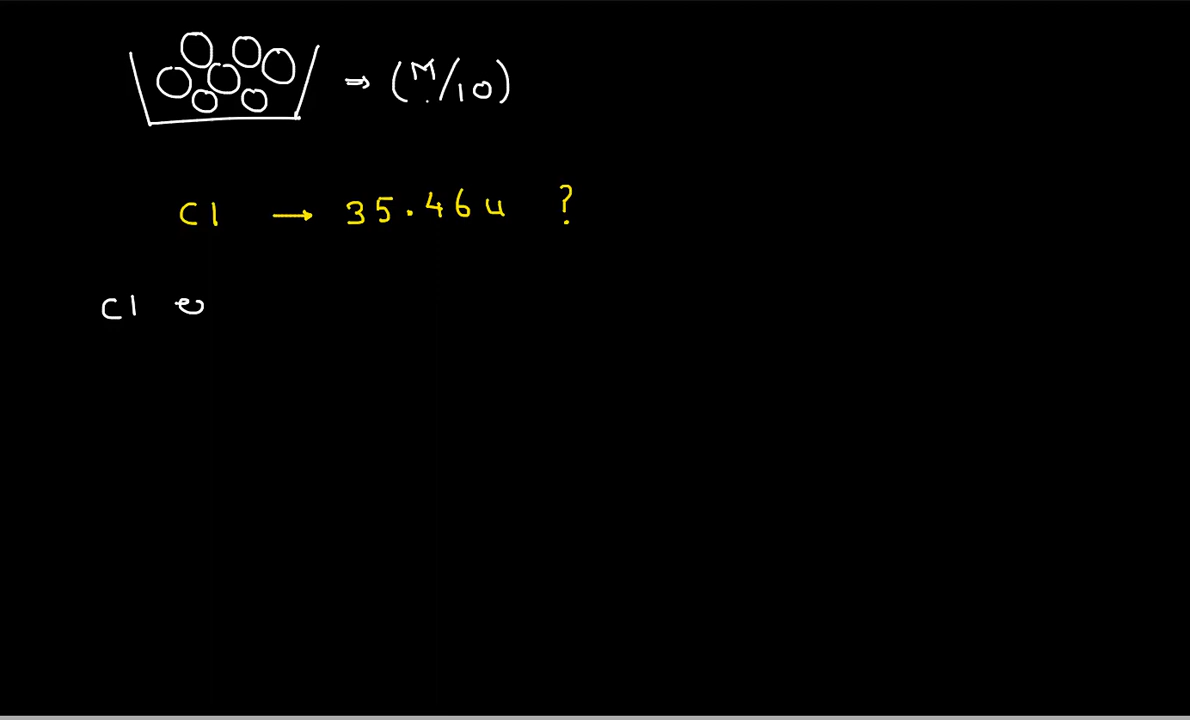 ⇒ (M/10)
Cl → 35.46u ?
Cl